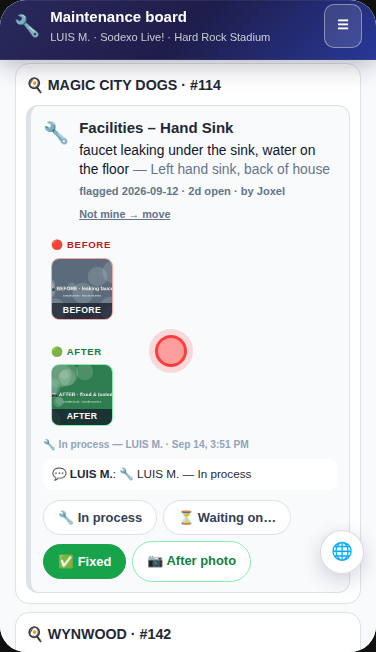 Maintenance board
LUIS M. · Sodexo Live! · Hard Rock Stadium
MAGIC CITY DOGS · #114
Facilities – Hand Sink
faucet leaking under the sink, water on
the floor — Left hand sink, back of house
flagged 2026-09-12 · 2d open · by Joxel
Not mine → move
BEFORE
BEFORE - leaking fauce
BEFORE
AFTER
AFTER - fixed &
AFTER
In process — LUIS M. · Sep 14, 3:51 PM
LUIS M.: LUIS M. — In process
In process
Waiting on…
Fixed
After photo
WYNWOOD · #142